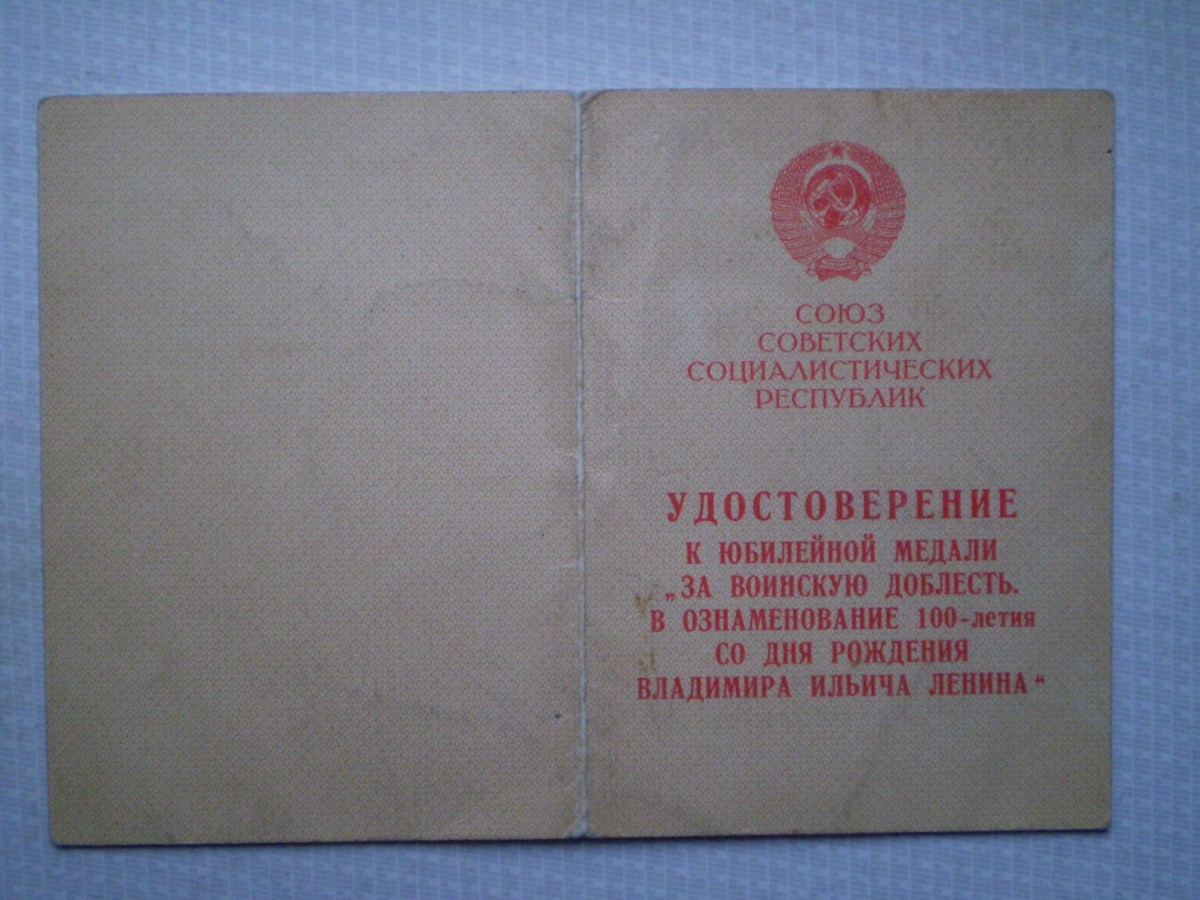 СОЮЗ
СОВЕТСКИХ
СОЦИАЛИСТИЧЕСКИХ
РЕСПУБЛИК
УДОСТОВЕРЕНИЕ
К ЮБИЛЕЙНОЙ МЕДАЛИ
„ЗА ВОИНСКУЮ ДОБЛЕСТЬ.
В ОЗНАМЕНОВАНИЕ 100-летия
СО ДНЯ РОЖДЕНИЯ
ВЛАДИМИРА ИЛЬИЧА ЛЕНИНА“